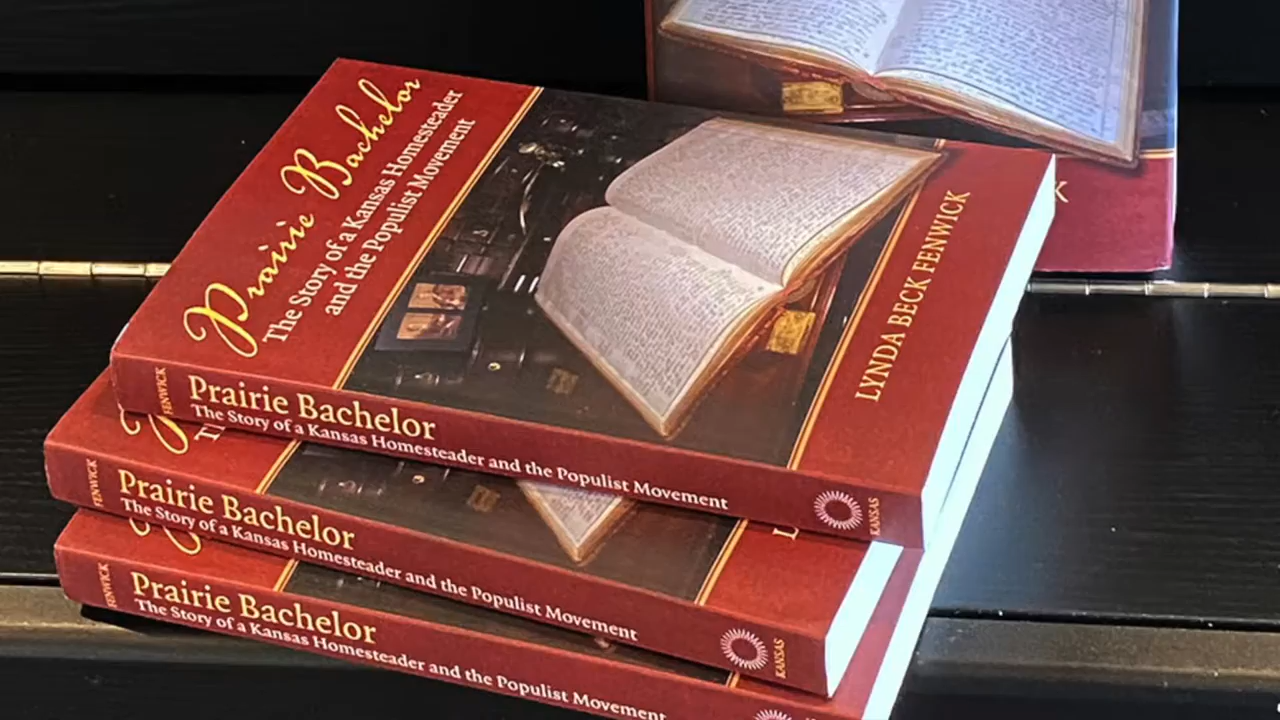 Prairie Bachelor
The Story of a Kansas Homesteader
and the Populist Movement
LYNDA BECK FENWICK
FENWICK
Prairie Bachelor
The Story of a Kansas Homesteader and the Populist Movement
KANSAS
FENWICK
Prairie Bachelor
The Story of a Kansas Homesteader and the Populist Movement
KANSAS
FENWICK
Prairie Bachelor
The Story of a Kansas Homesteader and the Populist Movement